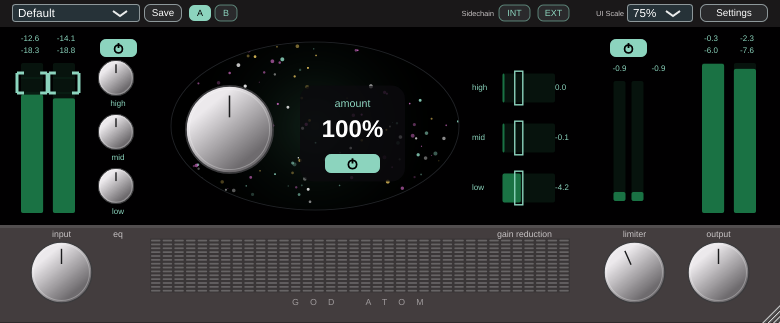 Default Save A B Sidechain INT EXT UI Scale 75% Settings
-12.6 -14.1 -0.3 -2.3
-18.3 -18.8 -6.0 -7.6
-0.9 -0.9
high 0.0
high
amount
100%
mid -0.1
mid
low -4.2
low
input eq gain reduction limiter output
GOD ATOM